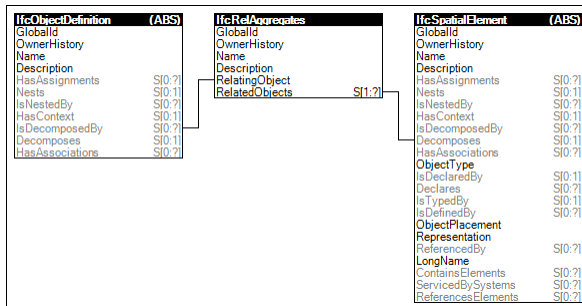 IfcObjectDefinition (ABS)
GlobalId
OwnerHistory
Name
Description
HasAssignments S[0:?]
Nests S[0:1]
IsNestedBy S[0:?]
HasContext S[0:1]
IsDecomposedBy S[0:?]
Decomposes S[0:1]
HasAssociations S[0:?]
IfcRelAggregates
GlobalId
OwnerHistory
Name
Description
RelatingObject
RelatedObjects S[1:?]
IfcSpatialElement (ABS)
GlobalId
OwnerHistory
Name
Description
HasAssignments S[0:?]
Nests S[0:1]
IsNestedBy S[0:?]
HasContext S[0:1]
IsDecomposedBy S[0:?]
Decomposes S[0:1]
HasAssociations S[0:?]
ObjectType
IsDeclaredBy S[0:1]
Declares S[0:?]
IsTypedBy S[0:1]
IsDefinedBy S[0:?]
ObjectPlacement
Representation
ReferencedBy S[0:?]
LongName
ContainsElements S[0:?]
ServicedBySystems S[0:?]
ReferencesElements S[0:?]